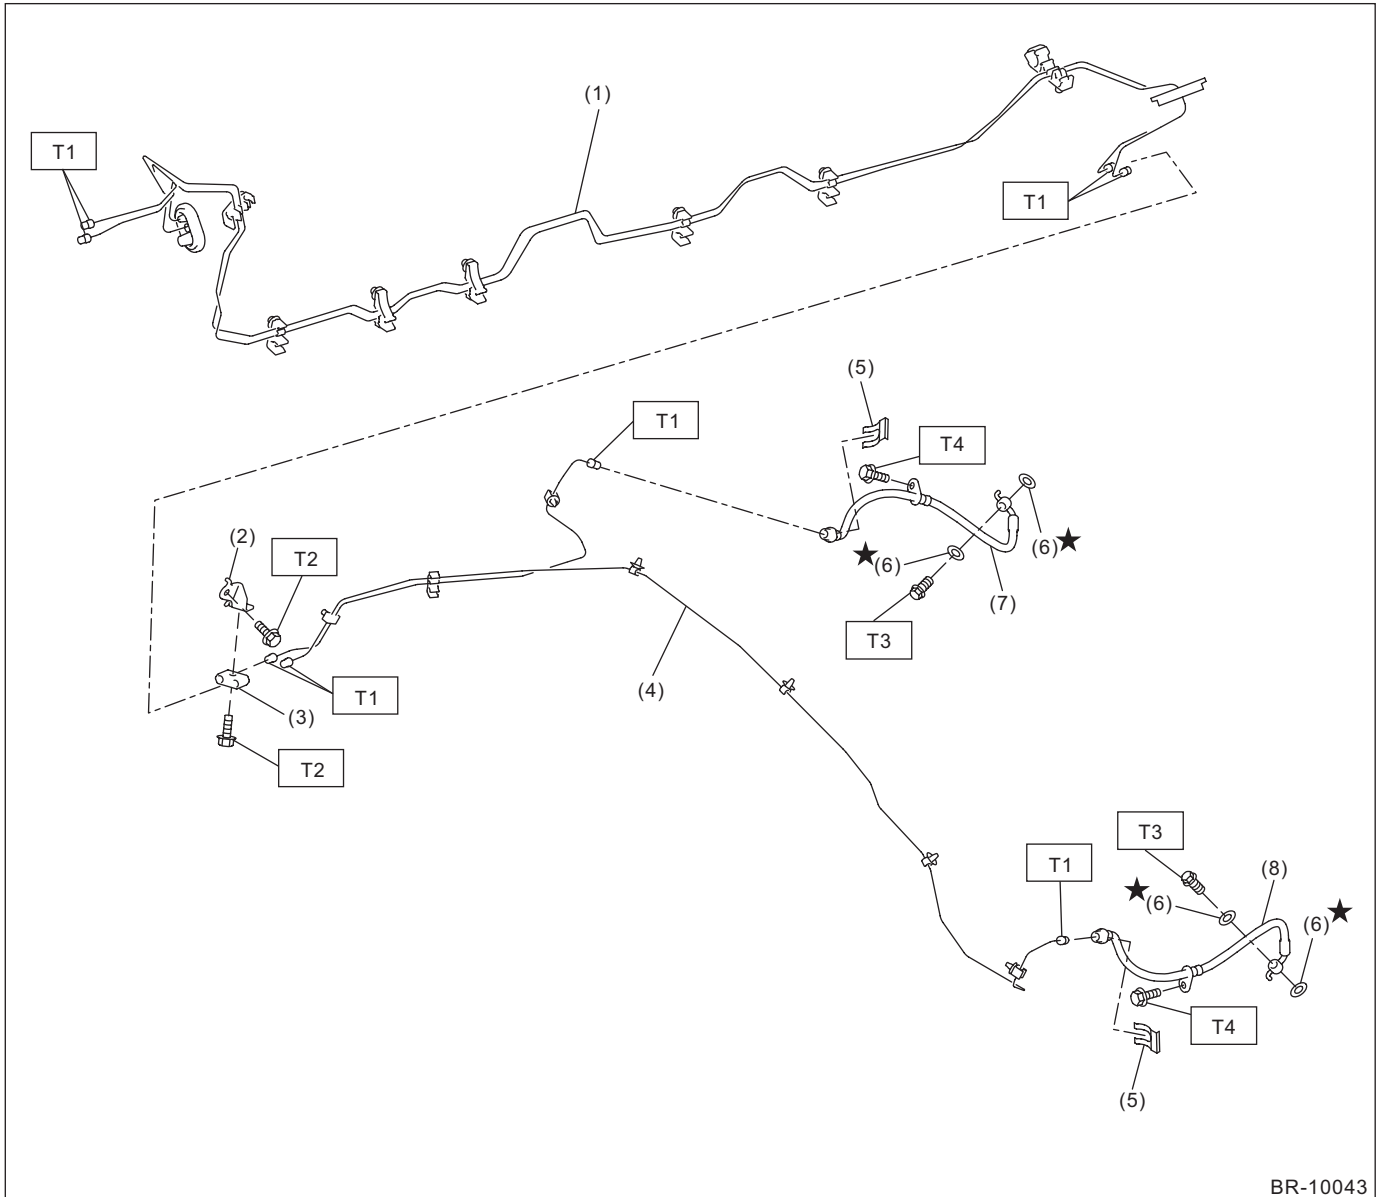 (1)
T1
T1
(5)
T1
T4
(2)
T2
★(6)
(6)★
(7)
T3
T1
(4)
(3)
T2
T3
T1
★(6)
(8)
(6)★
T4
(5)
BR-10043